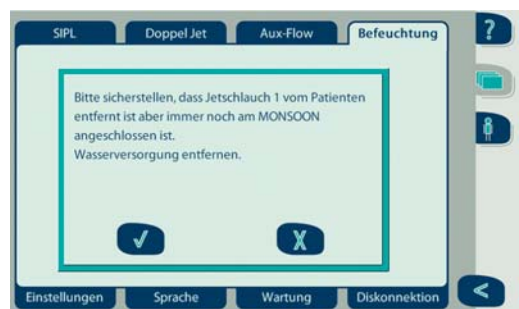 SIPL
Doppel Jet
Aux-Flow
Befeuchtung
?
Bitte sicherstellen, dass Jetschlauch 1 vom Patienten
entfernt ist aber immer noch am MONSOON
angeschlossen ist.
Wasserversorgung entfernen.
Einstellungen
Sprache
Wartung
Diskonnektion
<